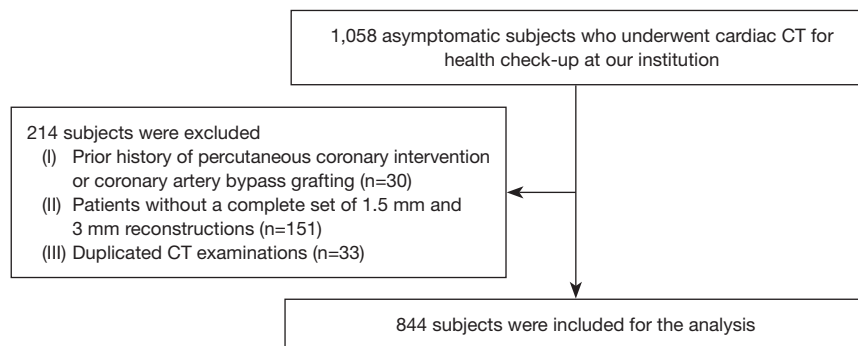 1,058 asymptomatic subjects who underwent cardiac CT for
health check-up at our institution
214 subjects were excluded
(I) Prior history of percutaneous coronary intervention
or coronary artery bypass grafting (n=30)
(II) Patients without a complete set of 1.5 mm and
3 mm reconstructions (n=151)
(III) Duplicated CT examinations (n=33)
844 subjects were included for the analysis